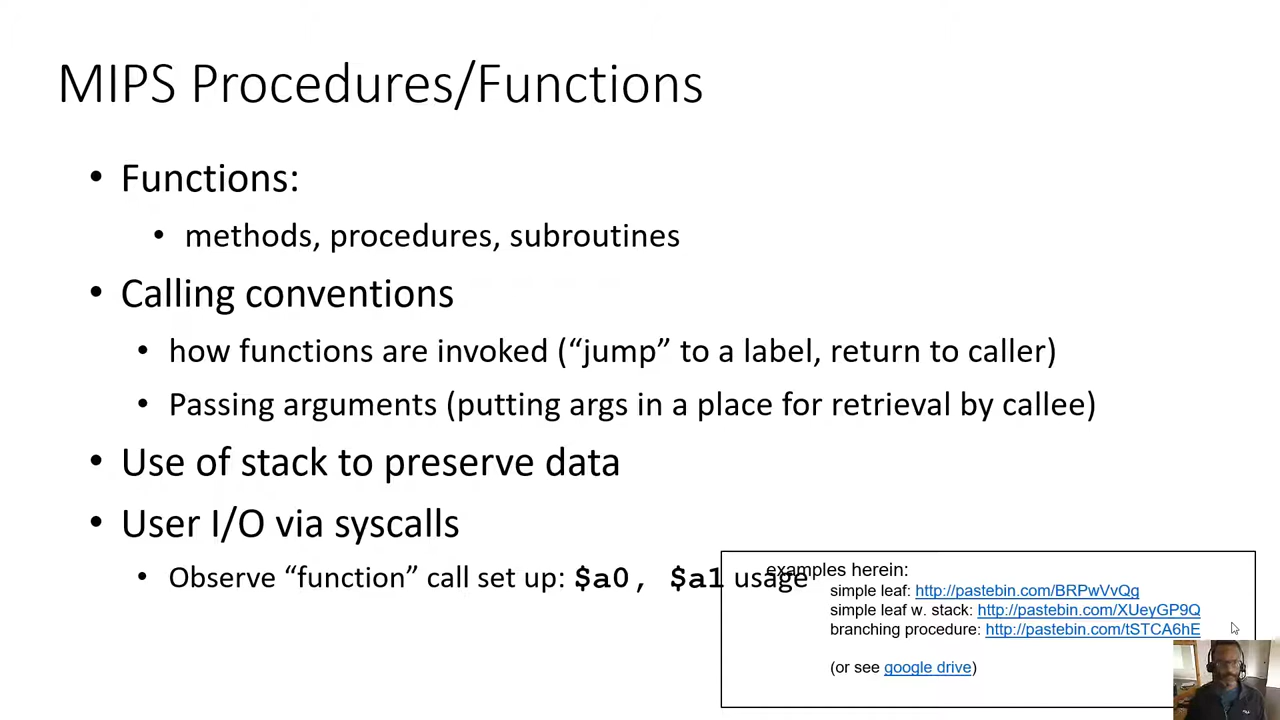 MIPS Procedures/Functions
• Functions:
• methods, procedures, subroutines
• Calling conventions
• how functions are invoked (“jump” to a label, return to caller)
• Passing arguments (putting args in a place for retrieval by callee)
• Use of stack to preserve data
• User I/O via syscalls
• Observe “function” call set up: $a0, $a1 usage
examples herein:
simple leaf: http://pastebin.com/BRPwVvQg
simple leaf w. stack: http://pastebin.com/XUeyGP9Q
branching procedure: http://pastebin.com/tSTCA6hE
(or see google drive)